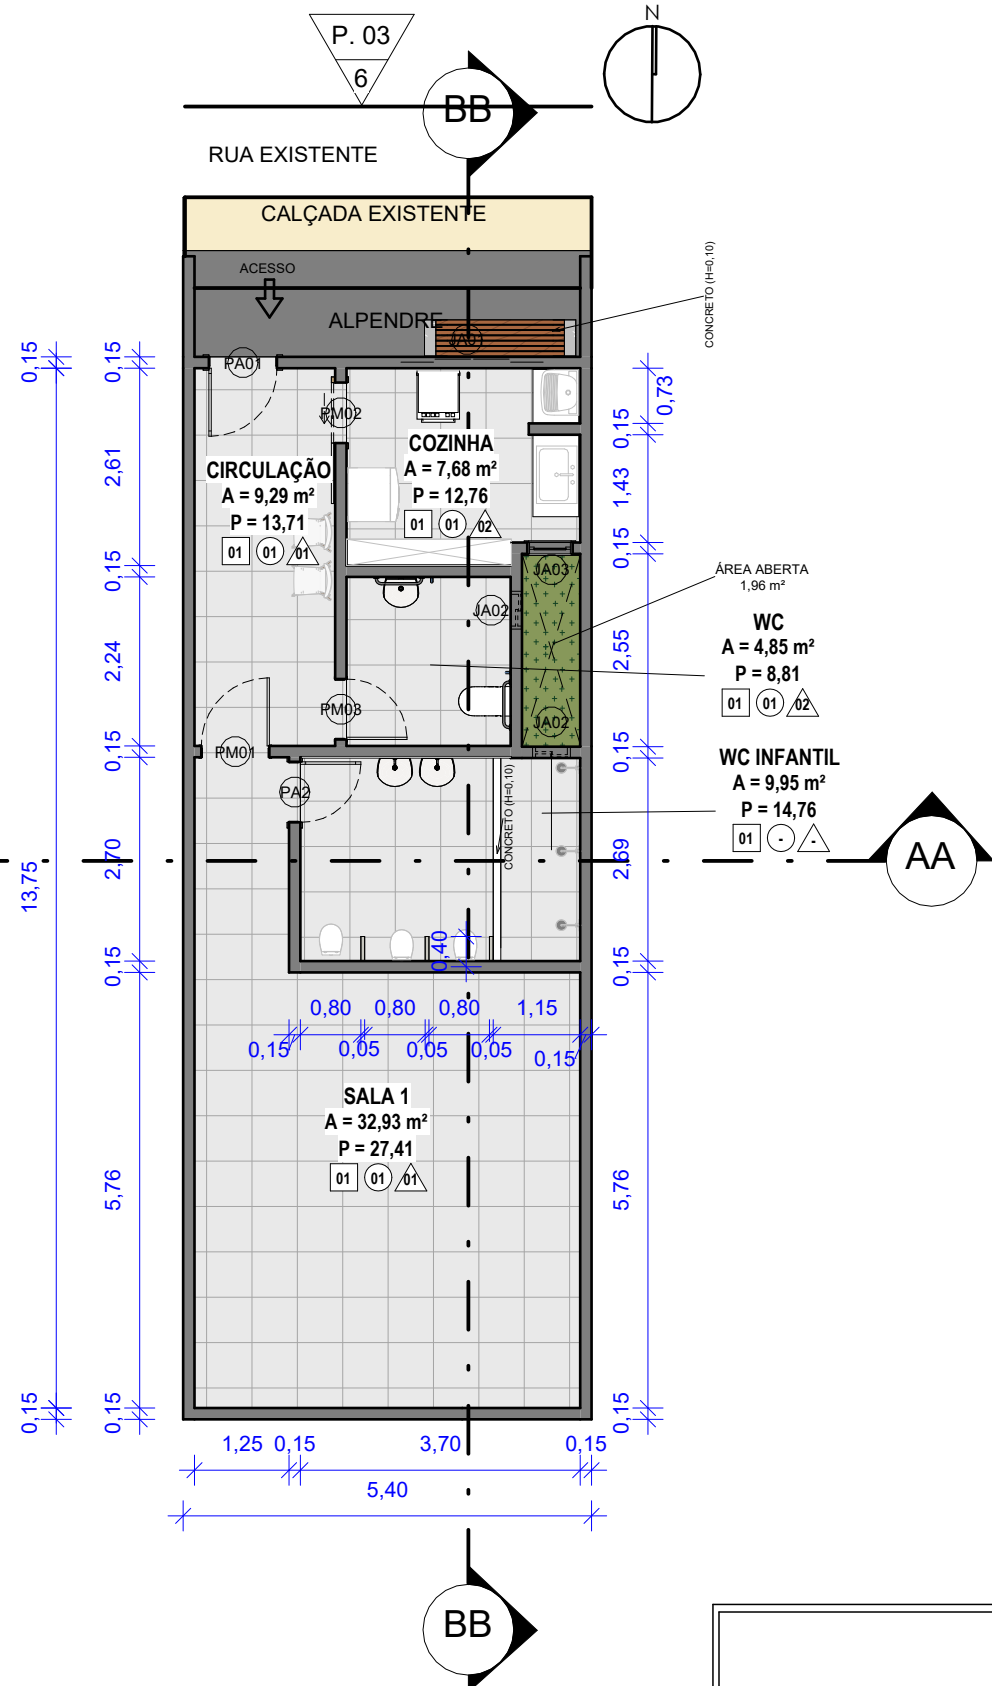 P. 03
6
BB
N
RUA EXISTENTE
CALÇADA EXISTENTE
ACESSO
ALPENDRE
JA01
CONCRETO (H=0,10)
PA01
PM02
0,15
0,15
0,73
0,15
COZINHA
A = 7,68 m²
P = 12,76
01 01 02
CIRCULAÇÃO
A = 9,29 m²
P = 13,71
01 01 01
2,61
1,43
0,15
0,15
JA03
ÁREA ABERTA
1,96 m²
JA02
WC
A = 4,85 m²
P = 8,81
01 01 02
2,24
2,55
PM03
JA02
PM01
0,15
0,15
WC INFANTIL
A = 9,95 m²
P = 14,76
01 - -
PA2
CONCRETO (H=0,10)
AA
13,75
2,70
2,69
0,40
0,15
0,15
0,80 0,80 0,80 1,15
0,15 0,05 0,05 0,05 0,15
SALA 1
A = 32,93 m²
P = 27,41
01 01 01
5,76
5,76
0,15
0,15
0,15
1,25 0,15 3,70 0,15
5,40
BB